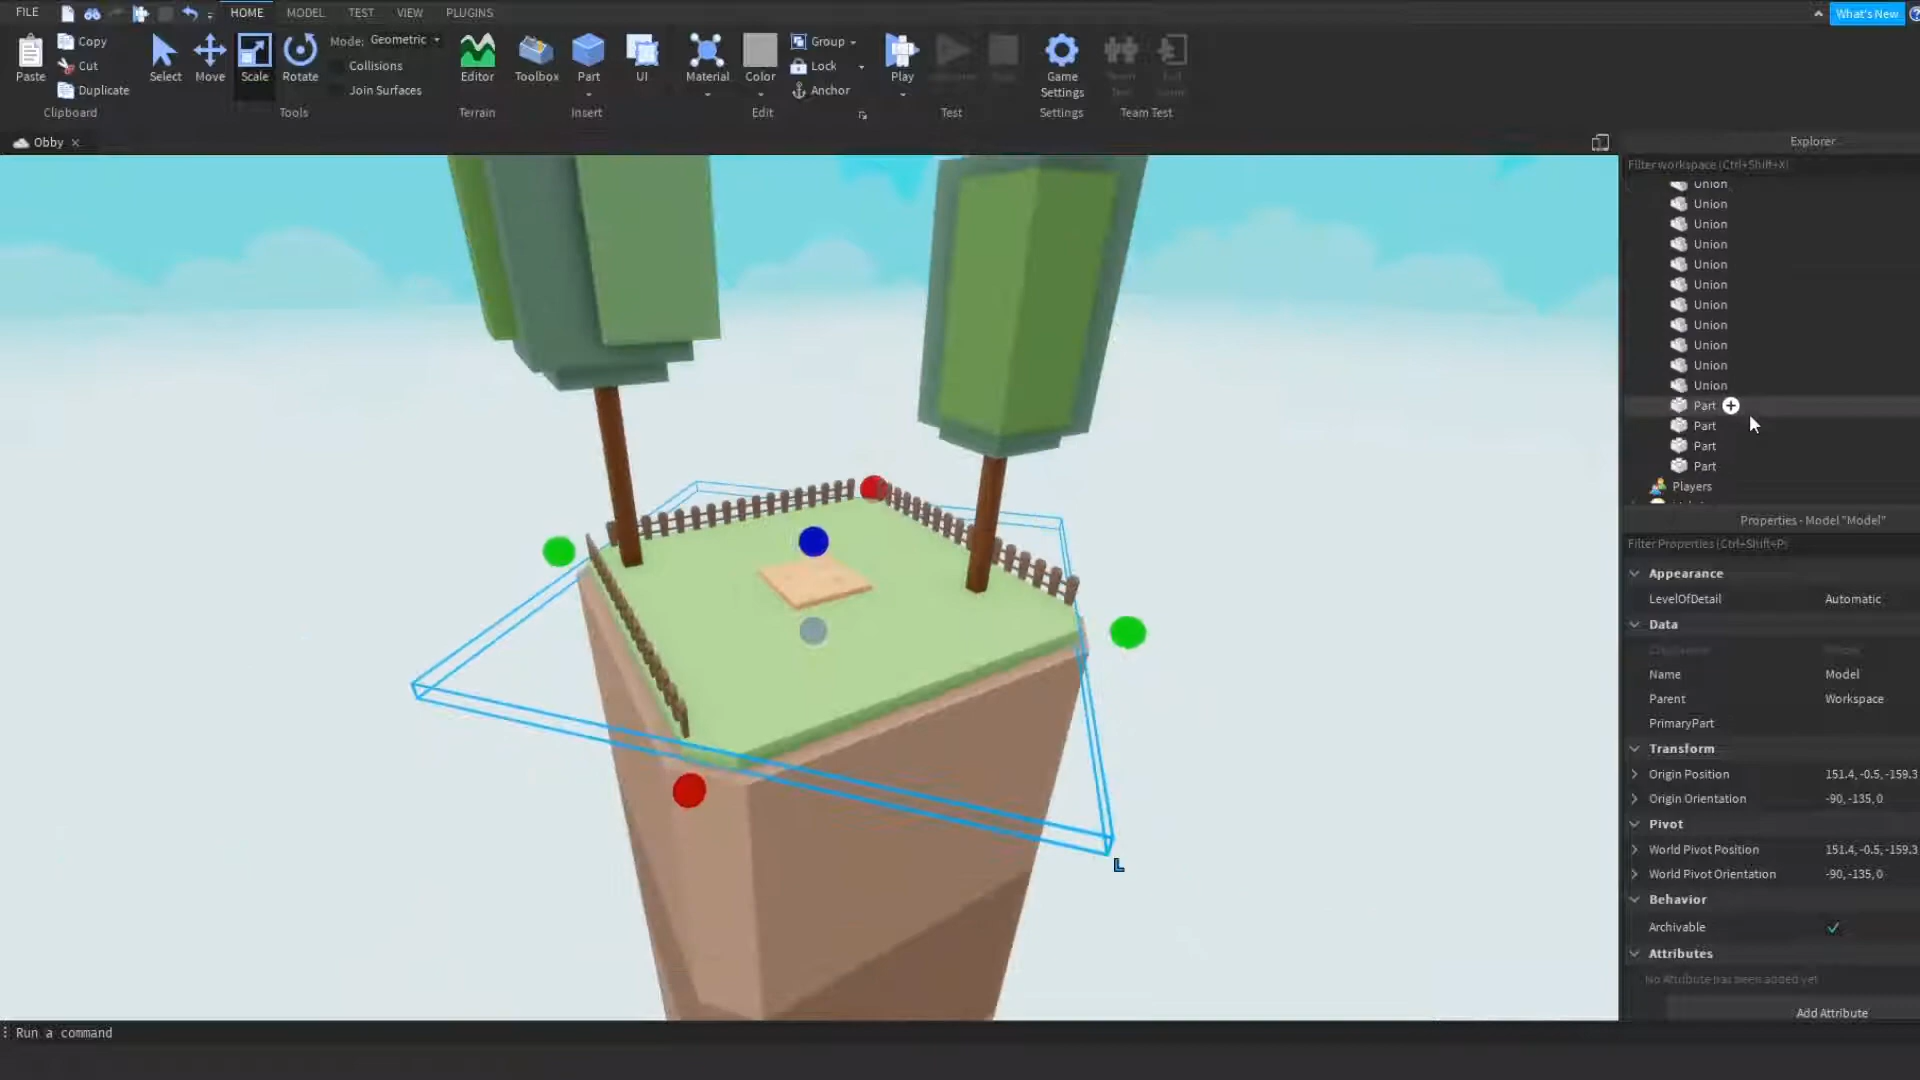 FILE HOME MODEL TEST VIEW PLUGINS What's New
Paste Copy Cut Duplicate Clipboard
Select Move Scale Rotate Mode: Geometric Collisions Join Surfaces Tools
Editor Terrain
Toolbox Part UI Insert
Material Color Group Lock Anchor Edit
Play Test
Game Settings Settings
Team Test
Obby
Explorer
Filter workspace (Ctrl+Shift+X)
Union
Union
Union
Union
Union
Union
Union
Union
Union
Union
Union
Part
Part
Part
Part
Players
Properties - Model "Model"
Filter Properties (Ctrl+Shift+P)
Appearance
LevelOfDetail Automatic
Data
Name Model
Parent Workspace
PrimaryPart
Transform
Origin Position 151.4, -0.5, -159.3
Origin Orientation -90, -135, 0
Pivot
World Pivot Position 151.4, -0.5, -159.3
World Pivot Orientation -90, -135, 0
Behavior
Archivable
Attributes
No Attribute has been added yet
Add Attribute
L
Run a command